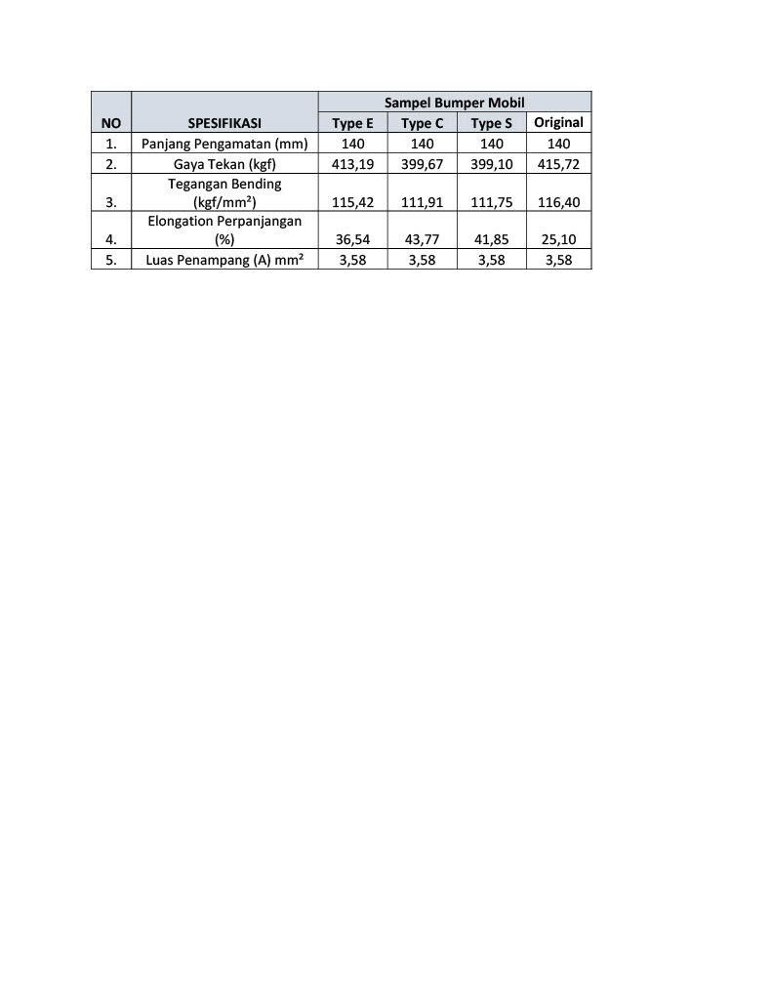 Sampel Bumper Mobil
NO SPESIFIKASI Type E Type C Type S Original
1. Panjang Pengamatan (mm) 140 140 140 140
2. Gaya Tekan (kgf) 413,19 399,67 399,10 415,72
Tegangan Bending
3. (kgf/mm²) 115,42 111,91 111,75 116,40
Elongation Perpanjangan
4. (%) 36,54 43,77 41,85 25,10
5. Luas Penampang (A) mm² 3,58 3,58 3,58 3,58